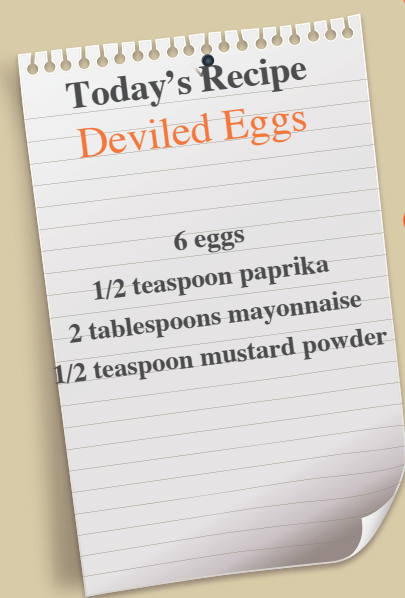 Today's Recipe
Deviled Eggs
6 eggs
1/2 teaspoon paprika
2 tablespoons mayonnaise
1/2 teaspoon mustard powder